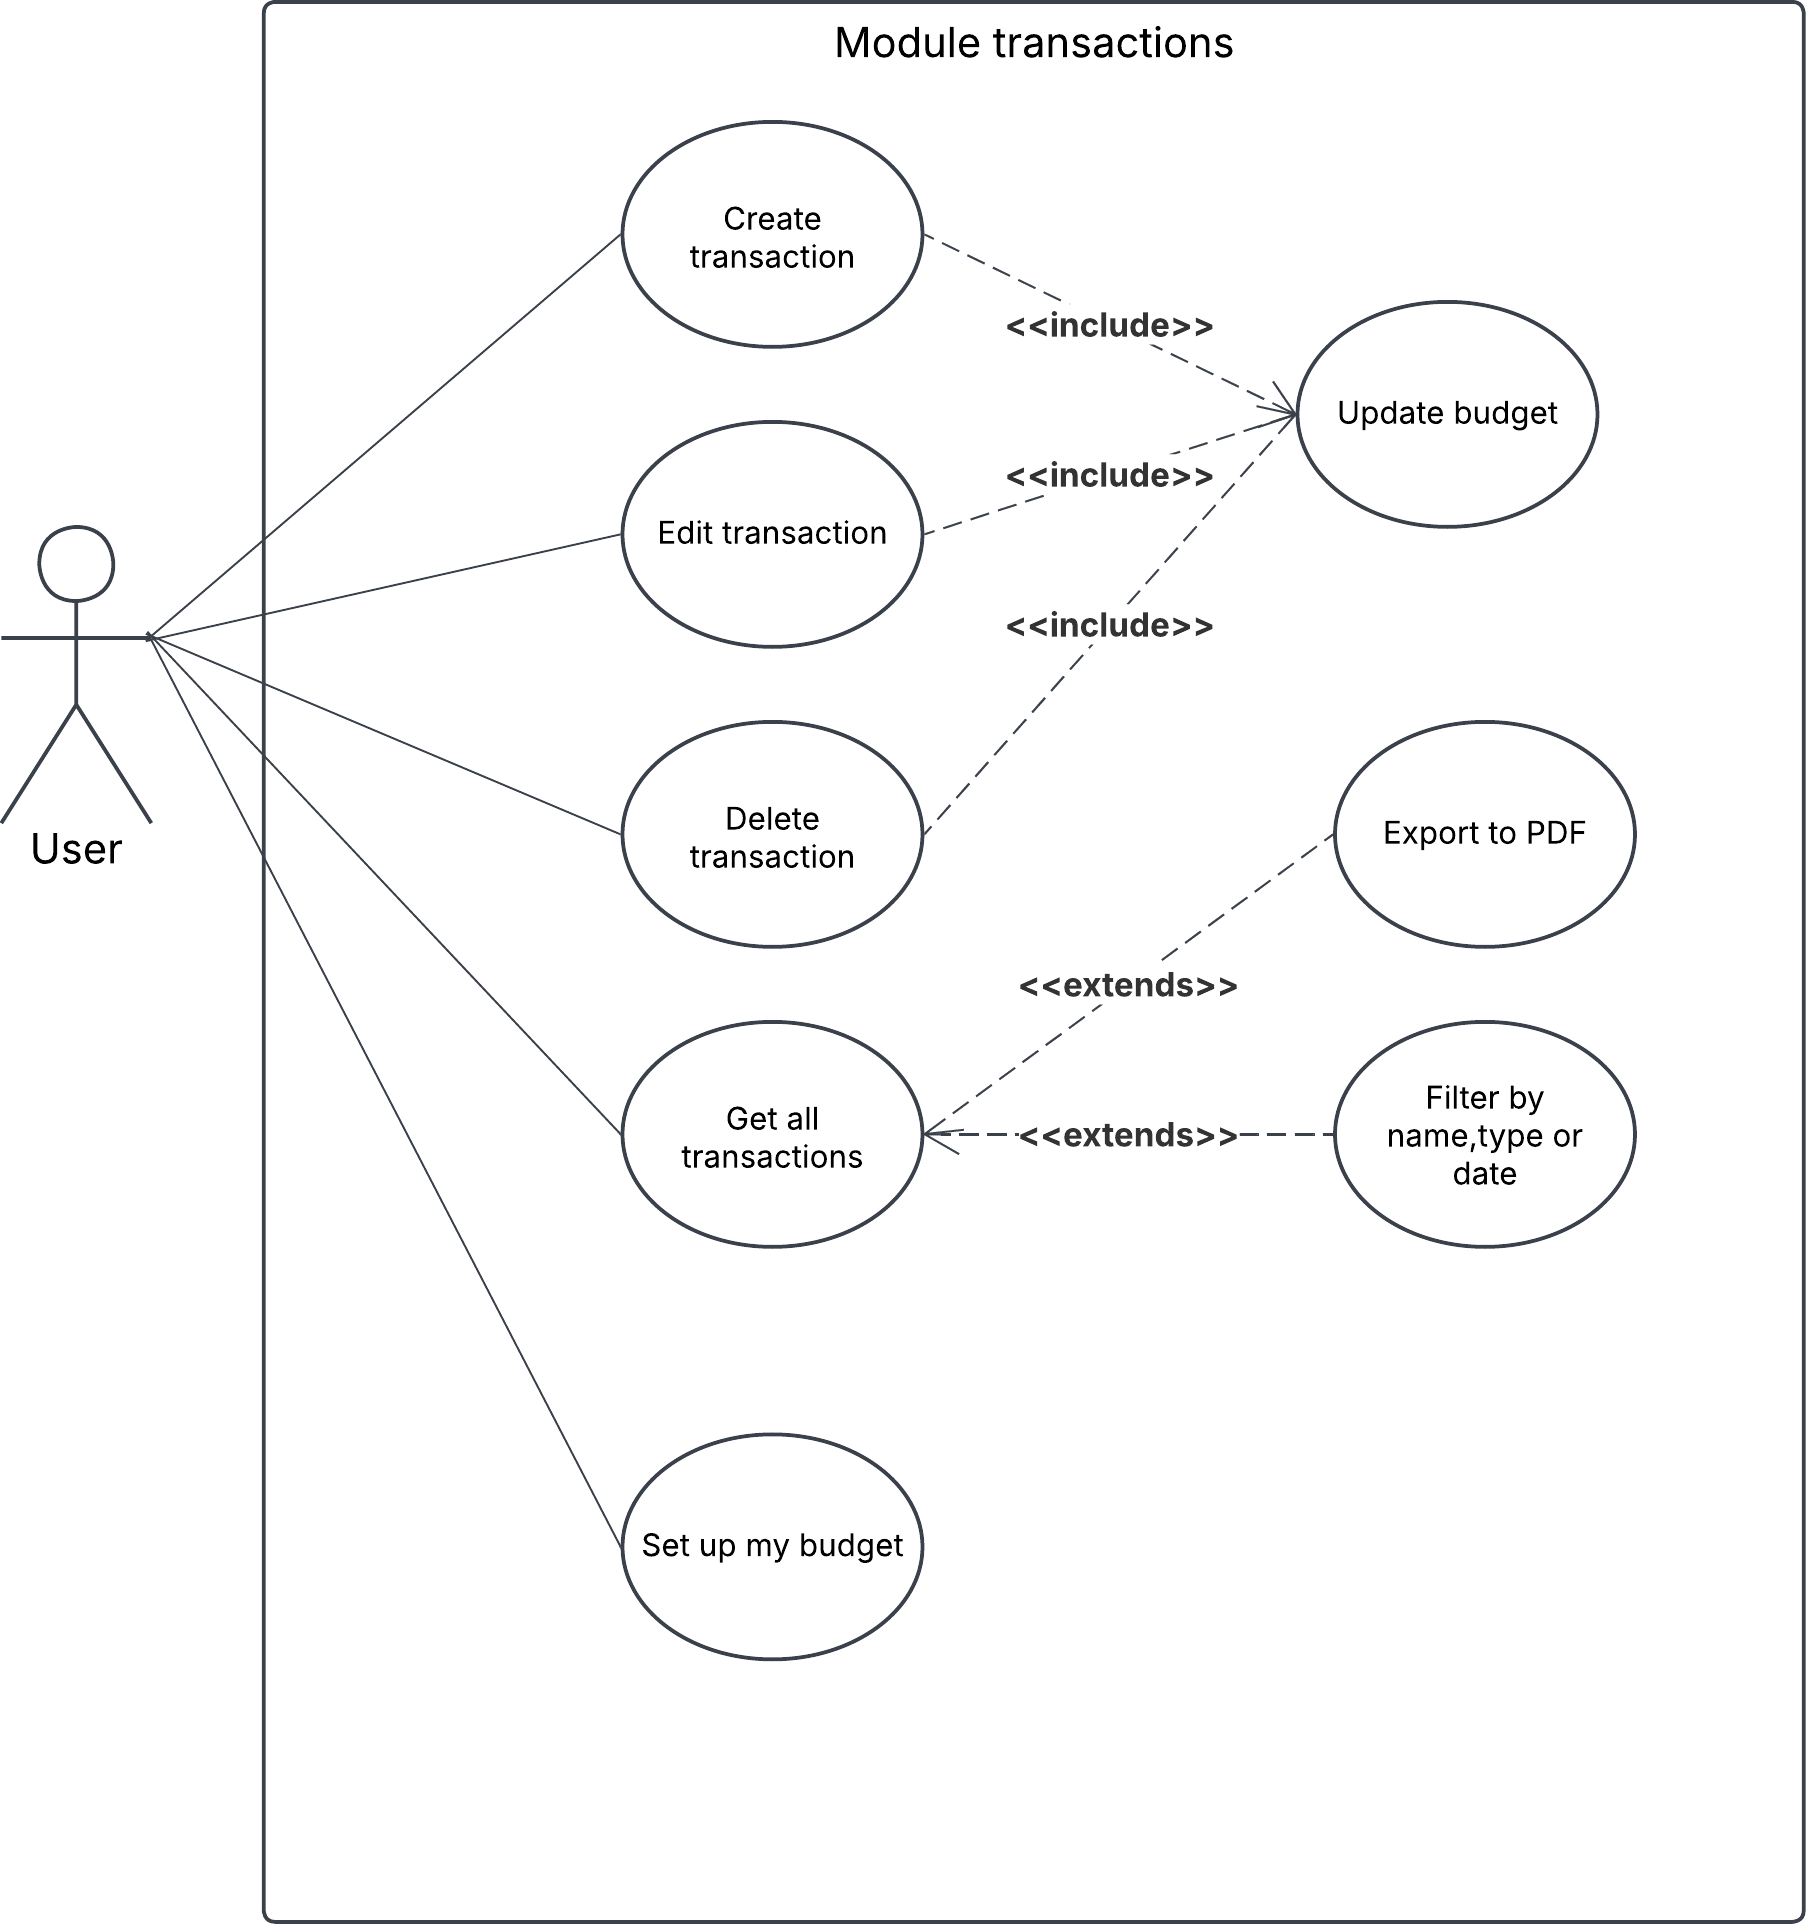 Module transactions
Create
transaction
<<include>>
Update budget
<<include>>
Edit transaction
<<include>>
Delete
transaction
Export to PDF
User
<<extends>>
Get all
transactions
<<extends>>
Filter by
name,type or
date
Set up my budget